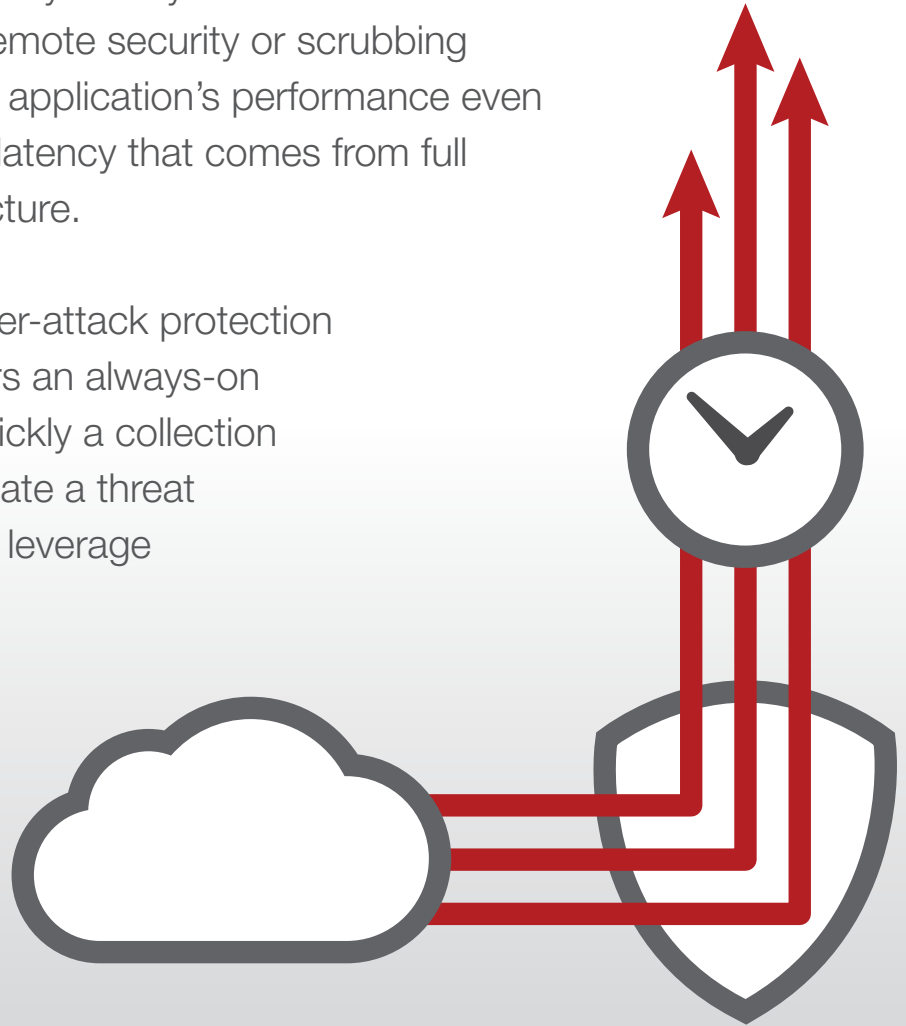 emote security or scrubbing
application’s performance even
latency that comes from full
cture.
er-attack protection
rs an always-on
ickly a collection
ate a threat
leverage